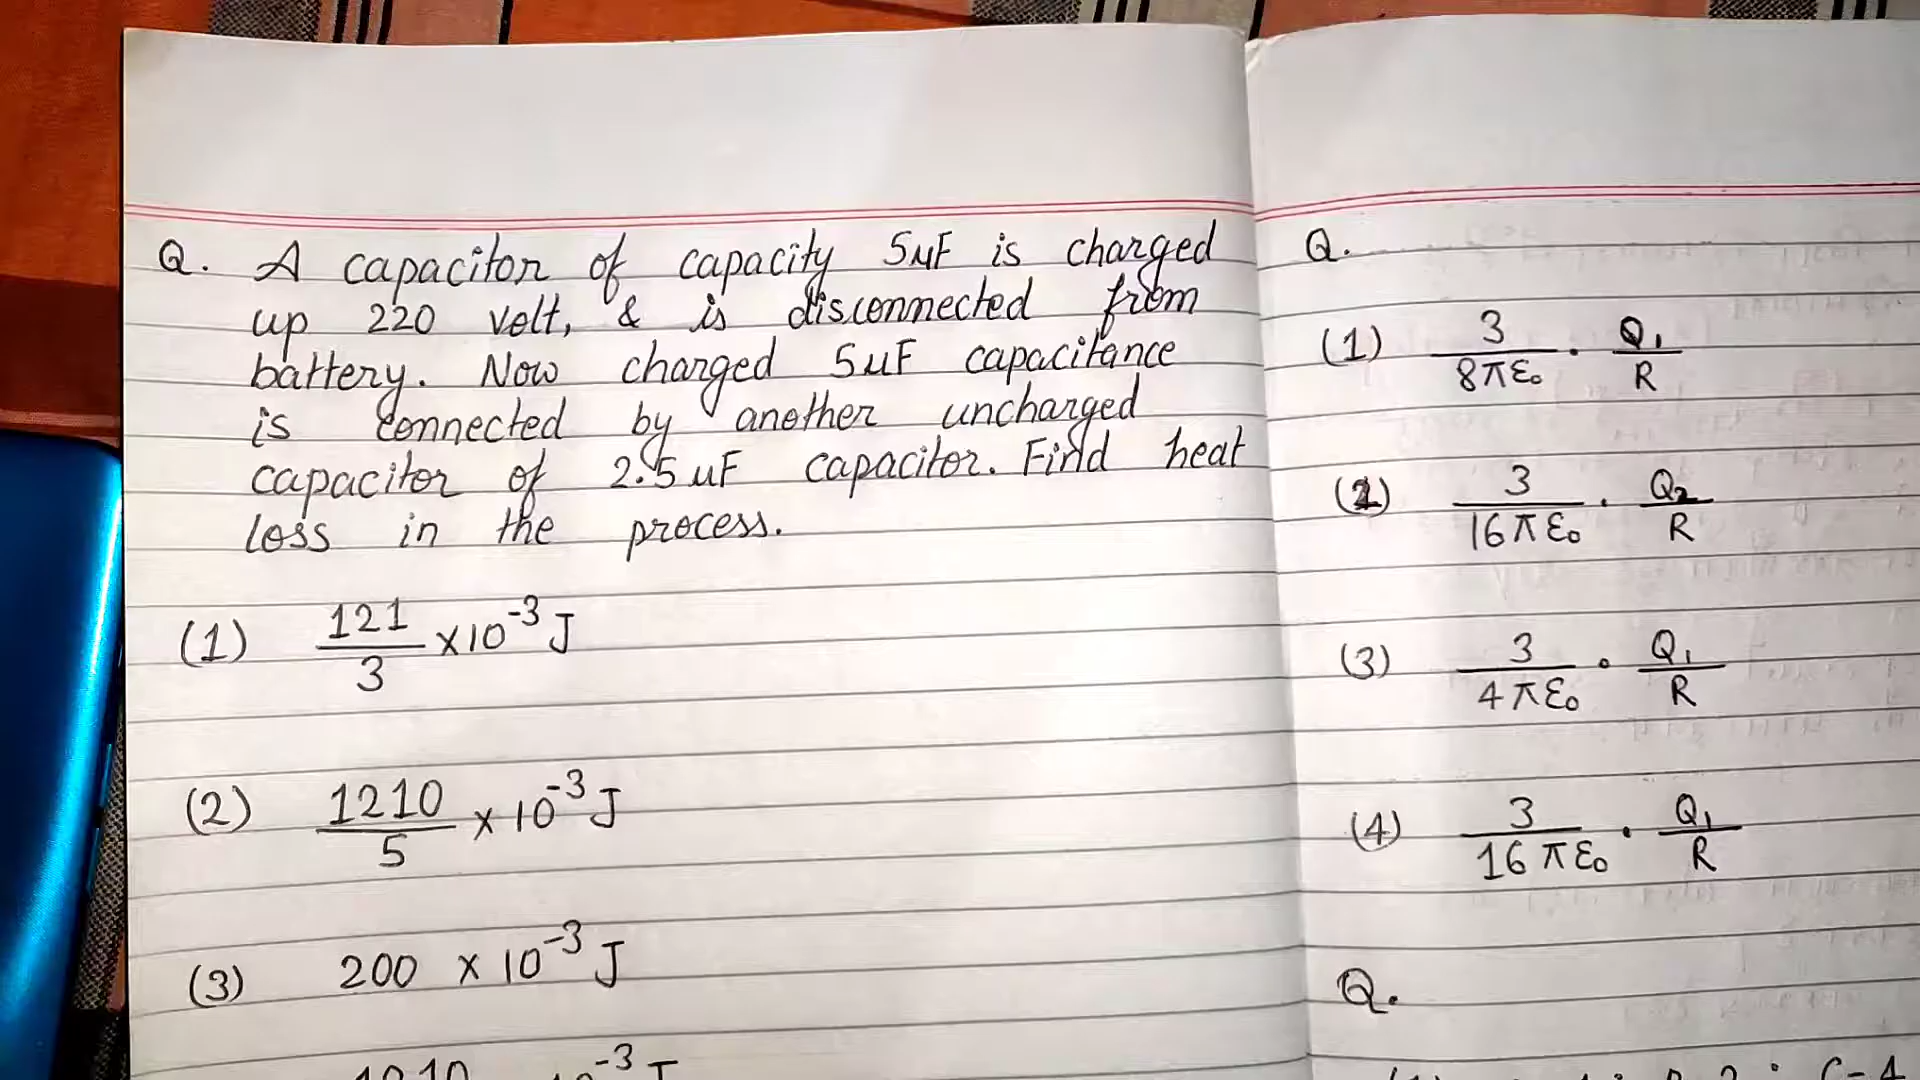 Q. A capacitor of capacity 5μF is charged
up 220 volt, & is disconnected from
battery. Now charged 5μF capacitance
is connected by another uncharged
capacitor of 2.5μF capacitor. Find heat
loss in the process.
(1) 121/3 ×10⁻³ J
(2) 1210/5 × 10⁻³ J
(3) 200 × 10⁻³ J
10⁻³ J
Q.
(1) 3/8πε₀ · Q₁/R
(2) 3/16πε₀ · Q₂/R
(3) 3/4πε₀ · Q₁/R
(4) 3/16πε₀ · Q₁/R
Q.